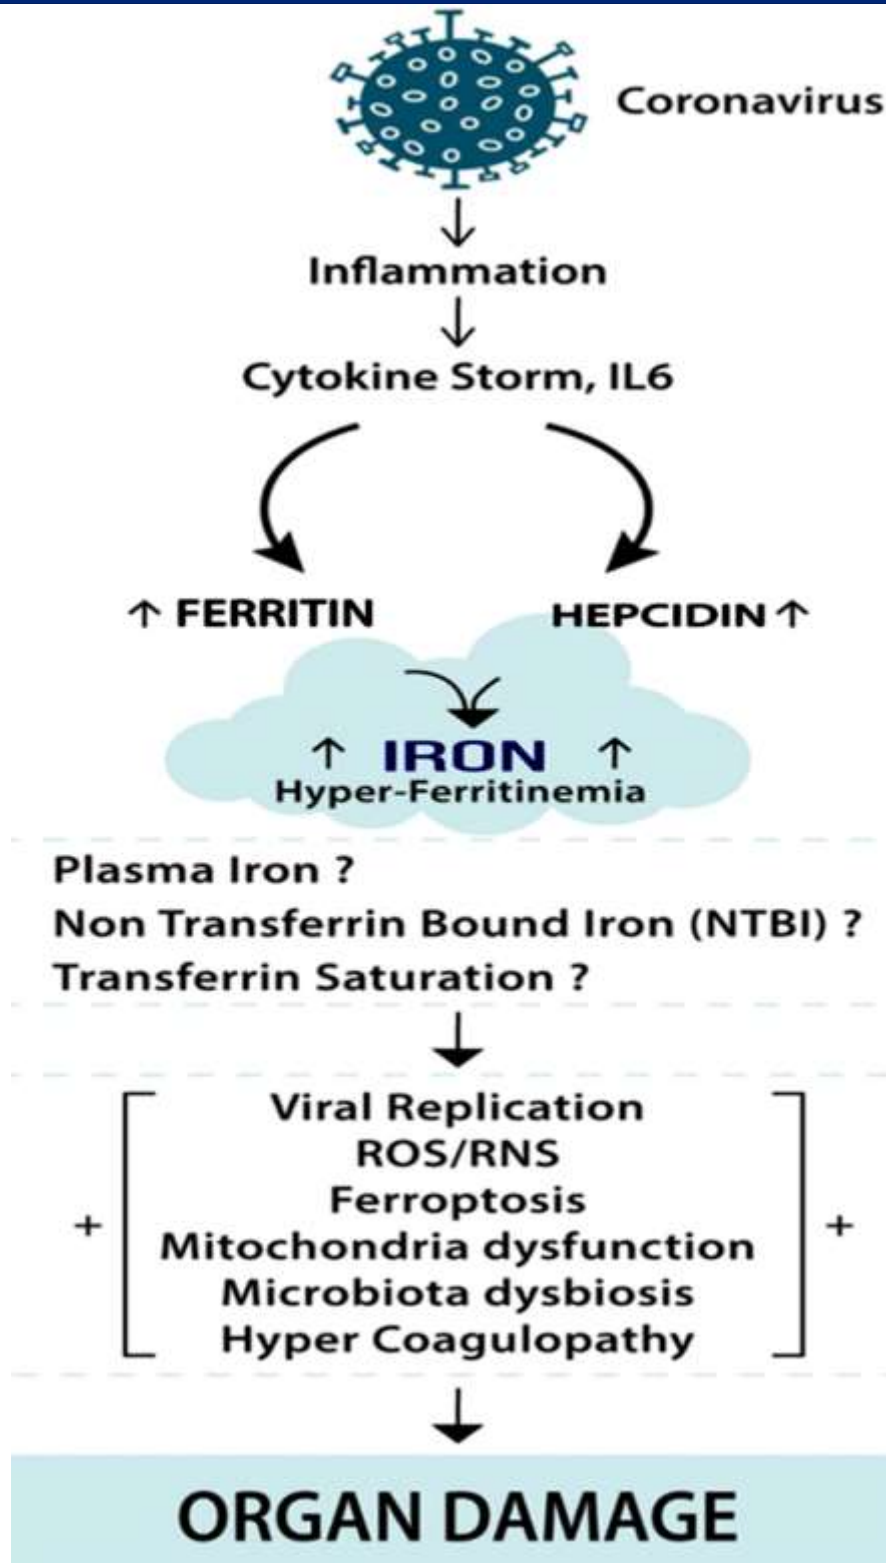 Coronavirus
↓
Inflammation
↓
Cytokine Storm, IL6
↑ FERRITIN
HEPCIDIN ↑
↑ IRON ↑
Hyper-Ferritinemia
Plasma Iron ?
Non Transferrin Bound Iron (NTBI) ?
Transferrin Saturation ?
Viral Replication
ROS/RNS
Ferroptosis
+ Mitochondria dysfunction +
Microbiota dysbiosis
Hyper Coagulopathy
ORGAN DAMAGE